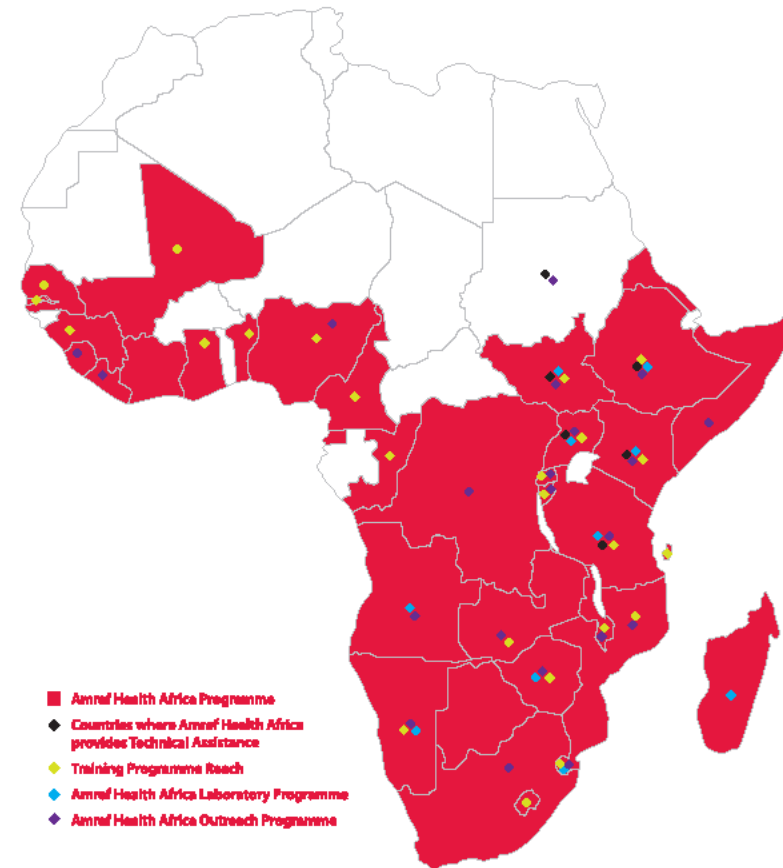 Amref Health Africa Programme
Countries where Amref Health Africa
provides Technical Assistance
Training Programme Reach
Amref Health Africa Laboratory Programme
Amref Health Africa Outreach Programme